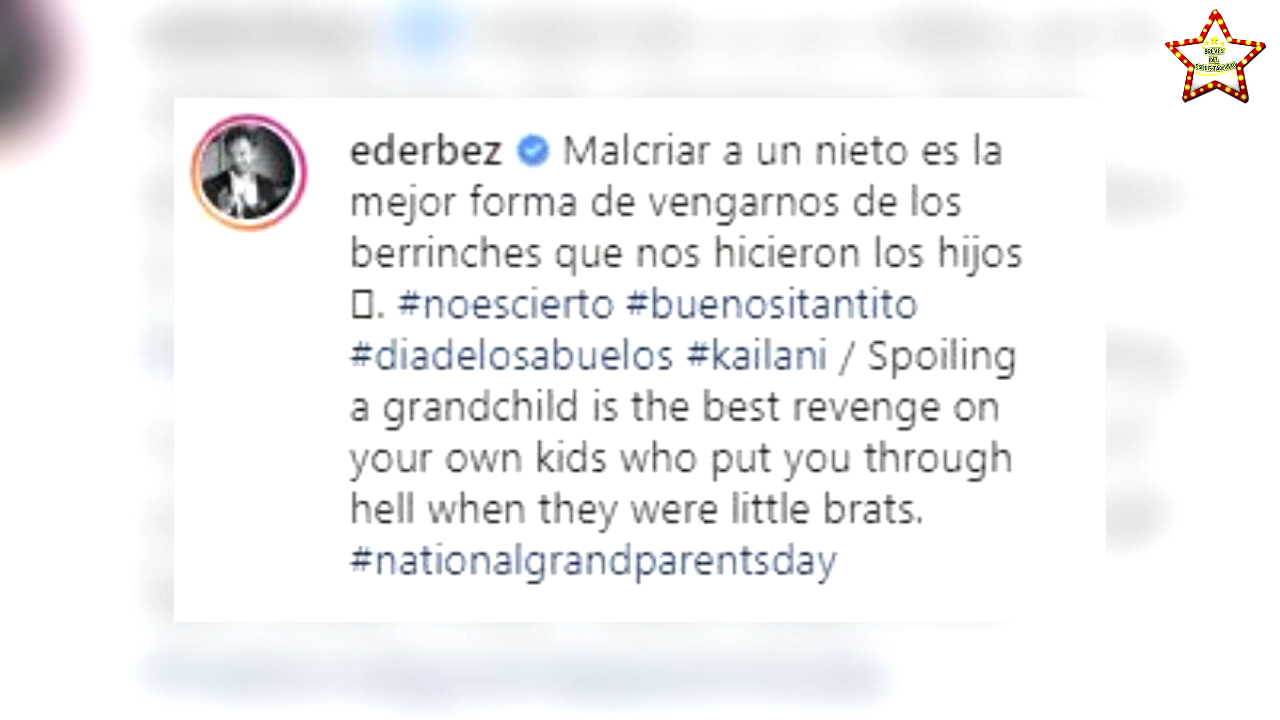 BREVES
DEL
ederbez Malcriar a un nieto es la
mejor forma de vengarnos de los
berrinches que nos hicieron los hijos
. #noescierto #buenositantito
#diadelosabuelos #kailani / Spoiling
a grandchild is the best revenge on
your own kids who put you through
hell when they were little brats.
#nationalgrandparentsday